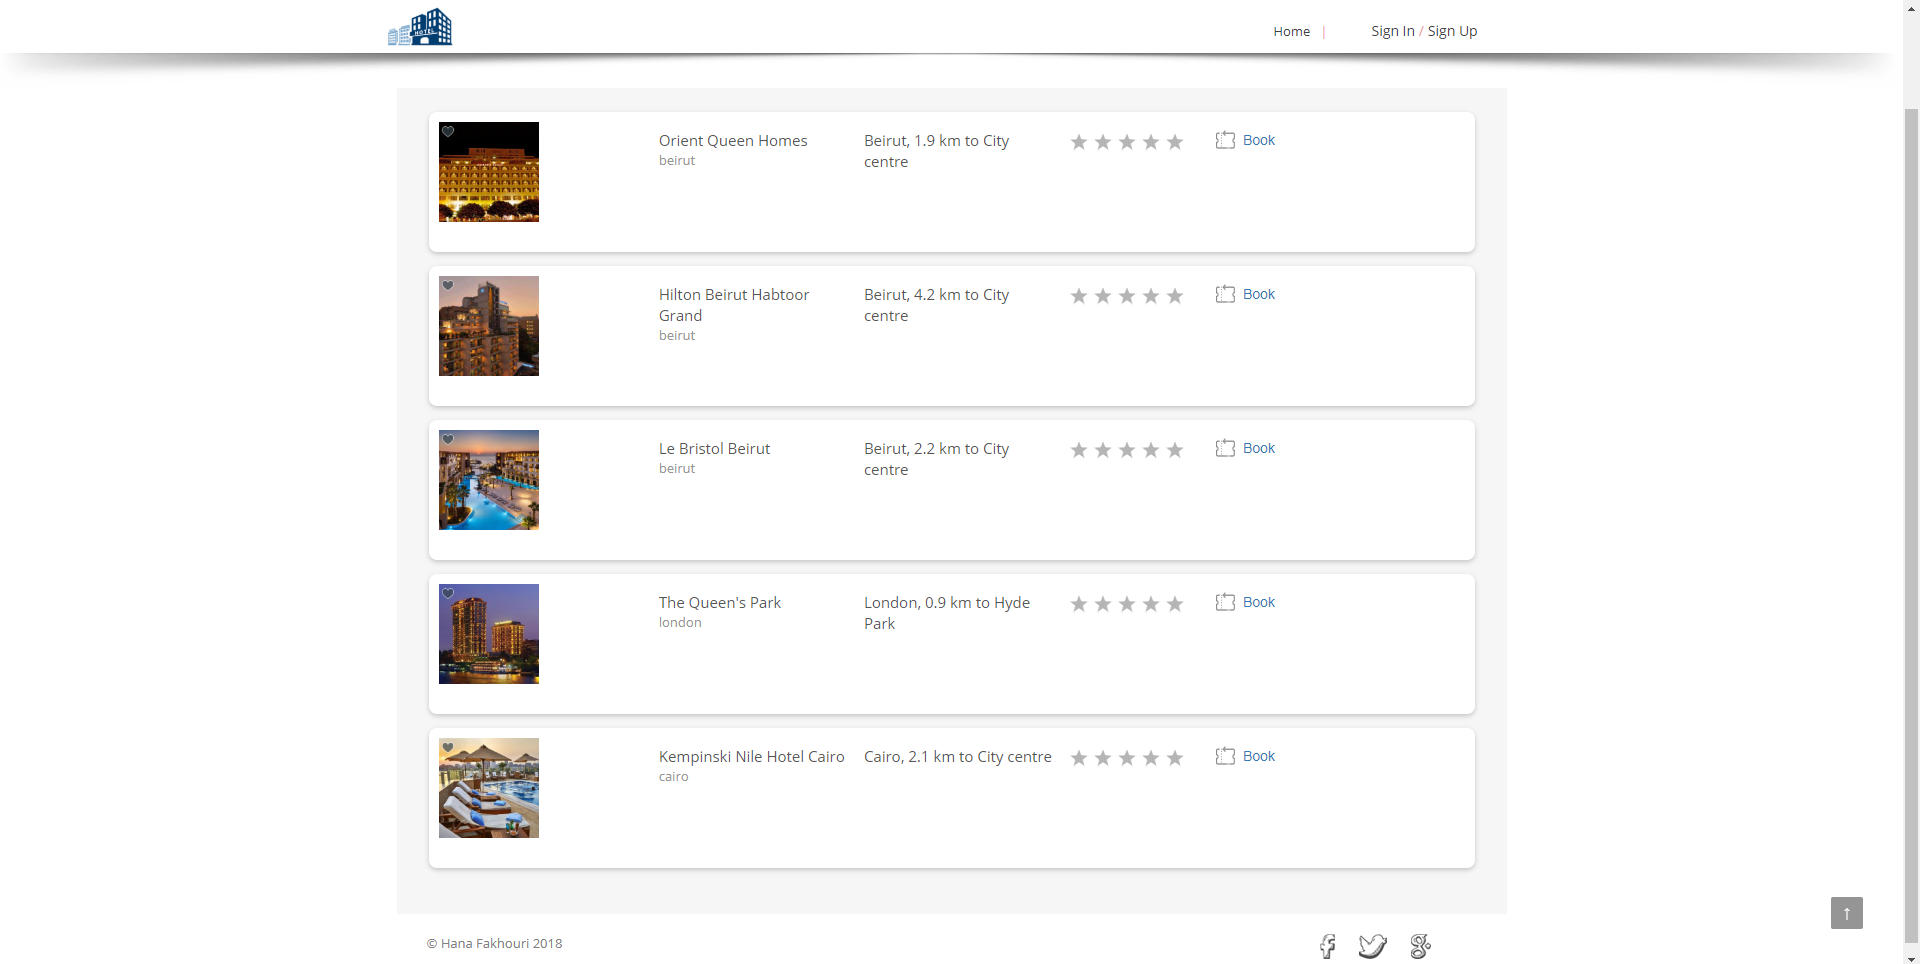 HOTEL
Home |
Sign In / Sign Up
Orient Queen Homes
beirut
Beirut, 1.9 km to City
centre
Book
Hilton Beirut Habtoor
Grand
beirut
Beirut, 4.2 km to City
centre
Book
Le Bristol Beirut
beirut
Beirut, 2.2 km to City
centre
Book
The Queen's Park
london
London, 0.9 km to Hyde
Park
Book
Kempinski Nile Hotel Cairo
cairo
Cairo, 2.1 km to City centre
Book
↑
© Hana Fakhouri 2018